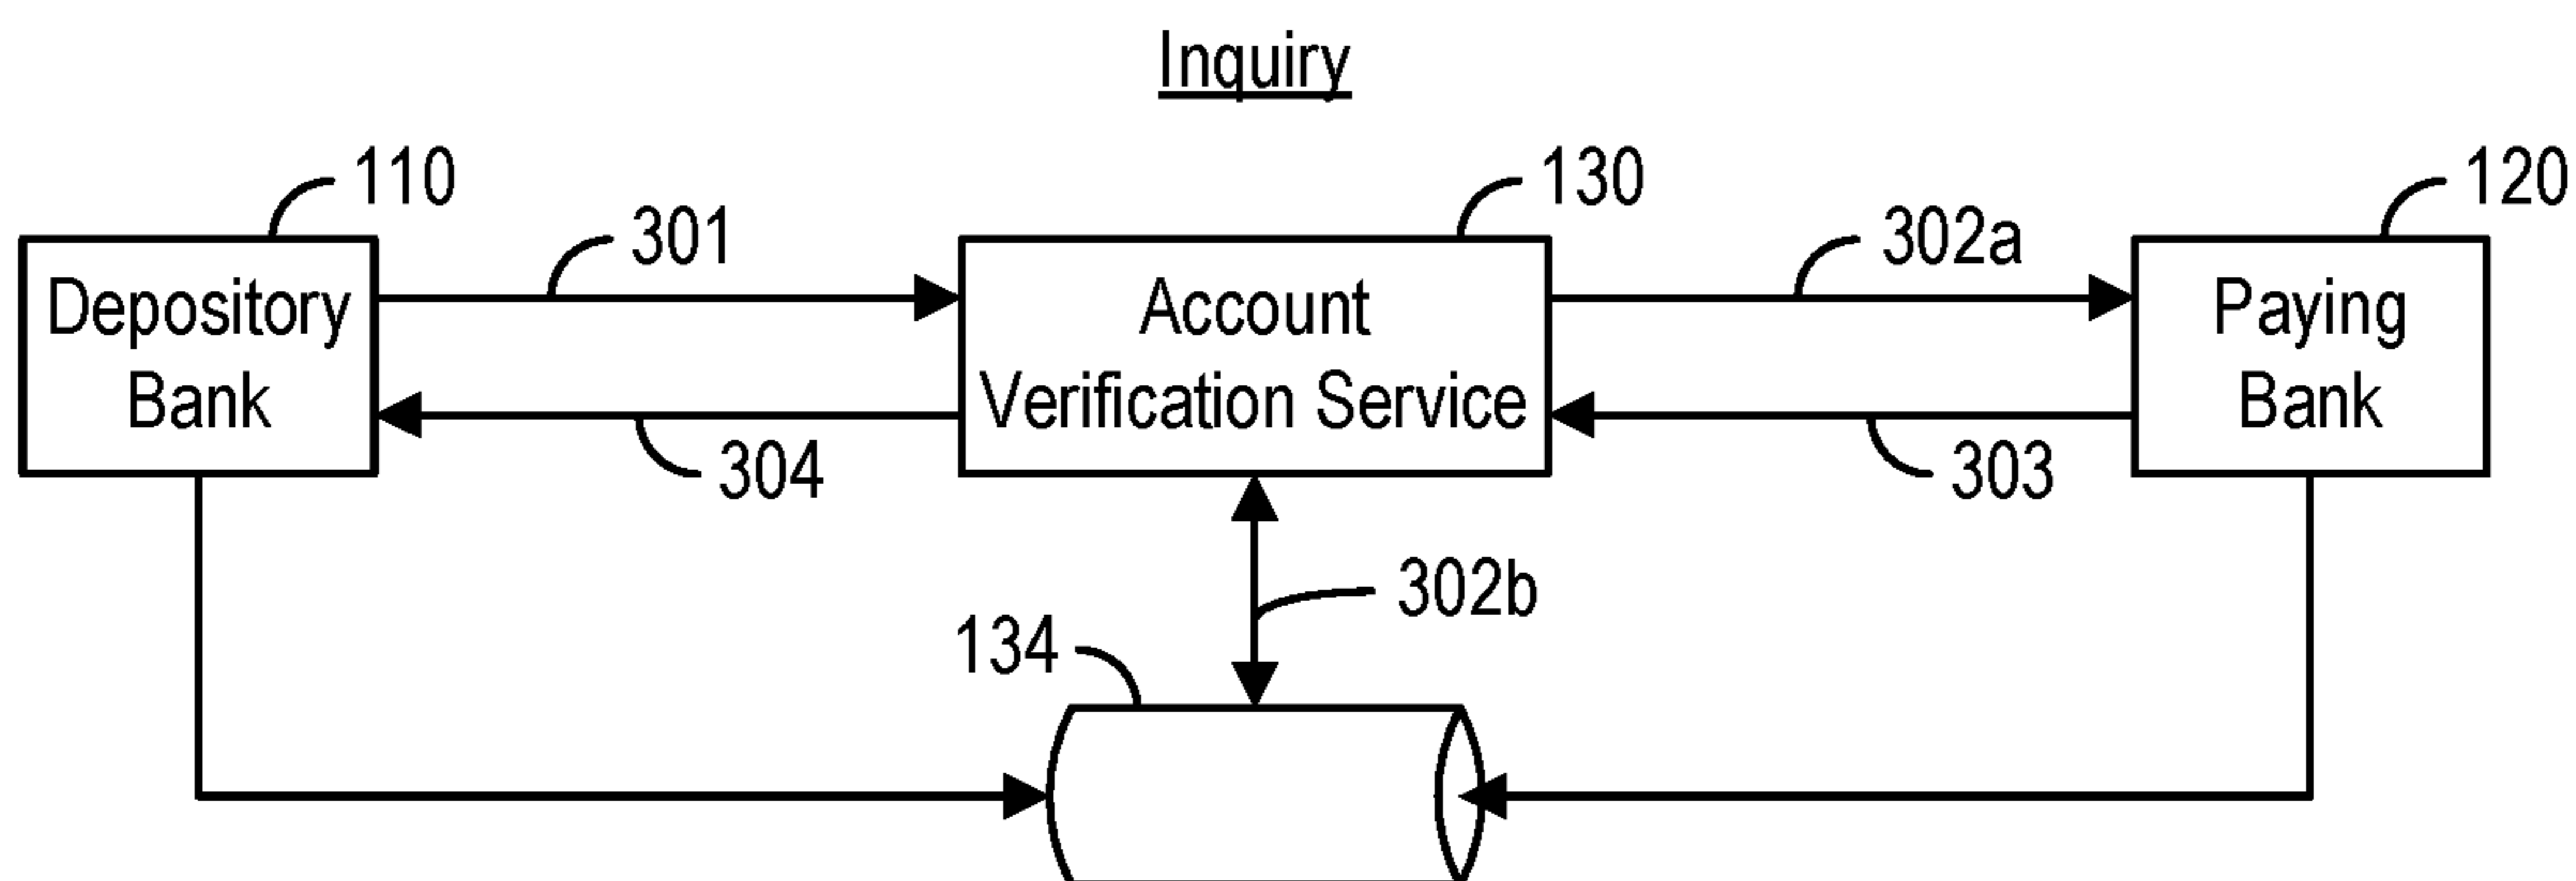 Inquiry
110
130
120
301
302a
Depository
Bank
Account
Verification Service
Paying
Bank
304
303
302b
134